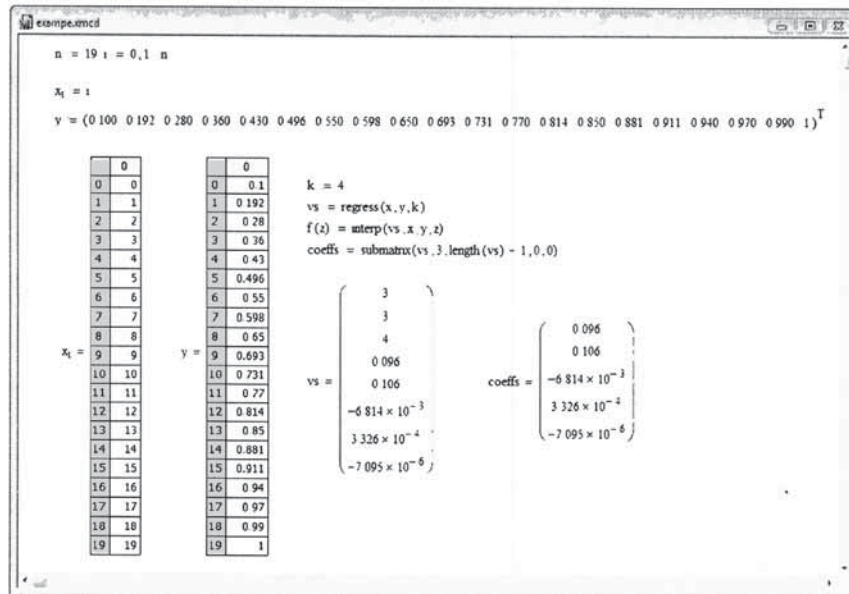 exampe.xmcd
n = 19 ı = 0,1 n
x_ı = ı
y = (0 100 0 192 0 280 0 360 0 430 0 496 0 550 0 598 0 650 0 693 0 731 0 770 0 814 0 850 0 881 0 911 0 940 0 970 0 990 1)^T
k = 4
vs = regress(x,y,k)
f(z) = interp(vs,x y,z)
coeffs = submatrix(vs,3,length(vs) - 1,0,0)
x_ı =
0
0 0
1 1
2 2
3 3
4 4
5 5
6 6
7 7
8 8
9 9
10 10
11 11
12 12
13 13
14 14
15 15
16 16
17 17
18 18
19 19
y =
0
0 0.1
1 0 192
2 0 28
3 0 36
4 0 43
5 0.496
6 0 55
7 0.598
8 0 65
9 0.693
10 0.731
11 0 77
12 0.814
13 0 85
14 0.881
15 0.911
16 0 94
17 0 97
18 0 99
19 1
vs =
3
3
4
0 096
0 106
−6 814 × 10^−3
3 326 × 10^−4
−7 095 × 10^−6
coeffs =
0 096
0 106
−6 814 × 10^−3
3 326 × 10^−4
−7 095 × 10^−6